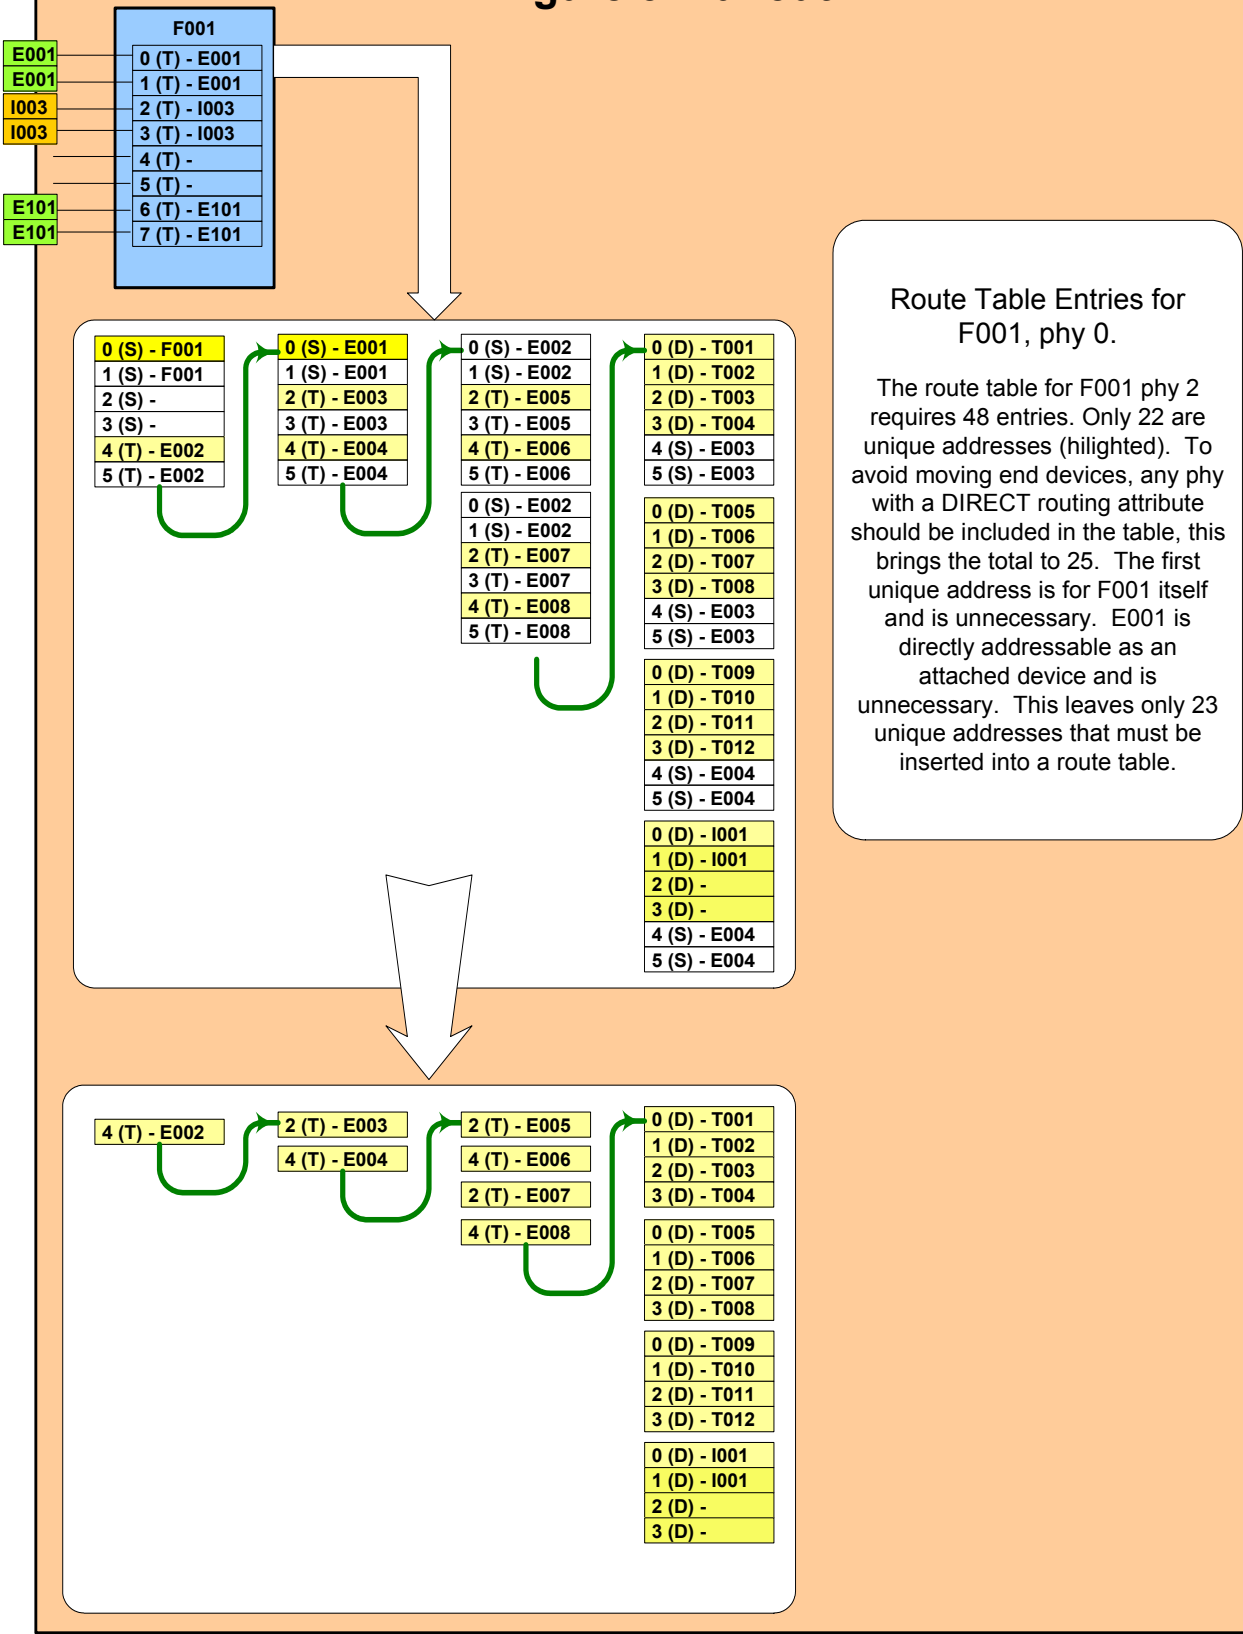 F001
E001
E001
I003
I003
E101
E101
0 (T) - E001
1 (T) - E001
2 (T) - I003
3 (T) - I003
4 (T) -
5 (T) -
6 (T) - E101
7 (T) - E101
0 (S) - F001
1 (S) - F001
2 (S) -
3 (S) -
4 (T) - E002
5 (T) - E002
0 (S) - E001
1 (S) - E001
2 (T) - E003
3 (T) - E003
4 (T) - E004
5 (T) - E004
0 (S) - E002
1 (S) - E002
2 (T) - E005
3 (T) - E005
4 (T) - E006
5 (T) - E006
0 (S) - E002
1 (S) - E002
2 (T) - E007
3 (T) - E007
4 (T) - E008
5 (T) - E008
0 (D) - T001
1 (D) - T002
2 (D) - T003
3 (D) - T004
4 (S) - E003
5 (S) - E003
0 (D) - T005
1 (D) - T006
2 (D) - T007
3 (D) - T008
4 (S) - E003
5 (S) - E003
0 (D) - T009
1 (D) - T010
2 (D) - T011
3 (D) - T012
4 (S) - E004
5 (S) - E004
0 (D) - I001
1 (D) - I001
2 (D) -
3 (D) -
4 (S) - E004
5 (S) - E004
Route Table Entries for
F001, phy 0.
The route table for F001 phy 2
requires 48 entries. Only 22 are
unique addresses (hilighted). To
avoid moving end devices, any phy
with a DIRECT routing attribute
should be included in the table, this
brings the total to 25. The first
unique address is for F001 itself
and is unnecessary. E001 is
directly addressable as an
attached device and is
unnecessary. This leaves only 23
unique addresses that must be
inserted into a route table.
4 (T) - E002
2 (T) - E003
4 (T) - E004
2 (T) - E005
4 (T) - E006
2 (T) - E007
4 (T) - E008
0 (D) - T001
1 (D) - T002
2 (D) - T003
3 (D) - T004
0 (D) - T005
1 (D) - T006
2 (D) - T007
3 (D) - T008
0 (D) - T009
1 (D) - T010
2 (D) - T011
3 (D) - T012
0 (D) - I001
1 (D) - I001
2 (D) -
3 (D) -